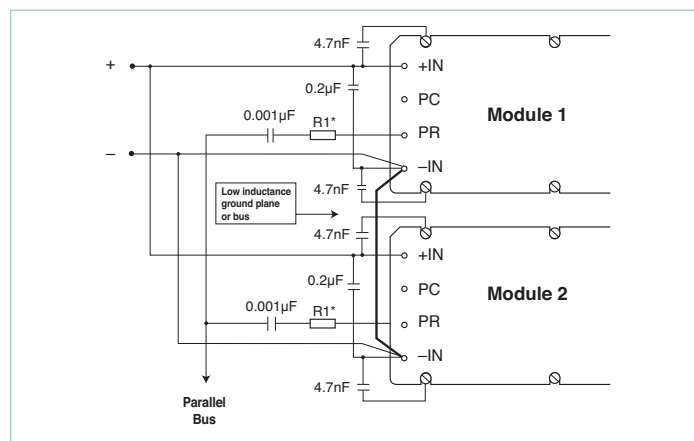 4.7nF
+
+IN
0.2µF
PC
Module 1
0.001µF
R1*
PR
–
–IN
4.7nF
Low inductance
ground plane
or bus
4.7nF
+IN
0.2µF
PC
Module 2
0.001µF
R1*
PR
–IN
4.7nF
Parallel
Bus